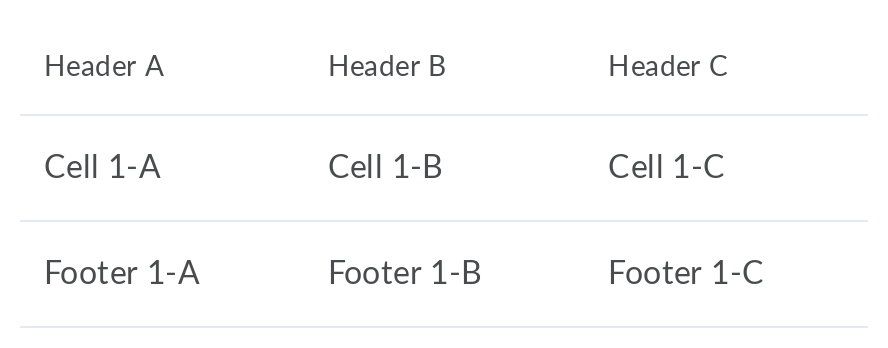 Header A Header B Header C
Cell 1-A Cell 1-B Cell 1-C
Footer 1-A Footer 1-B Footer 1-C